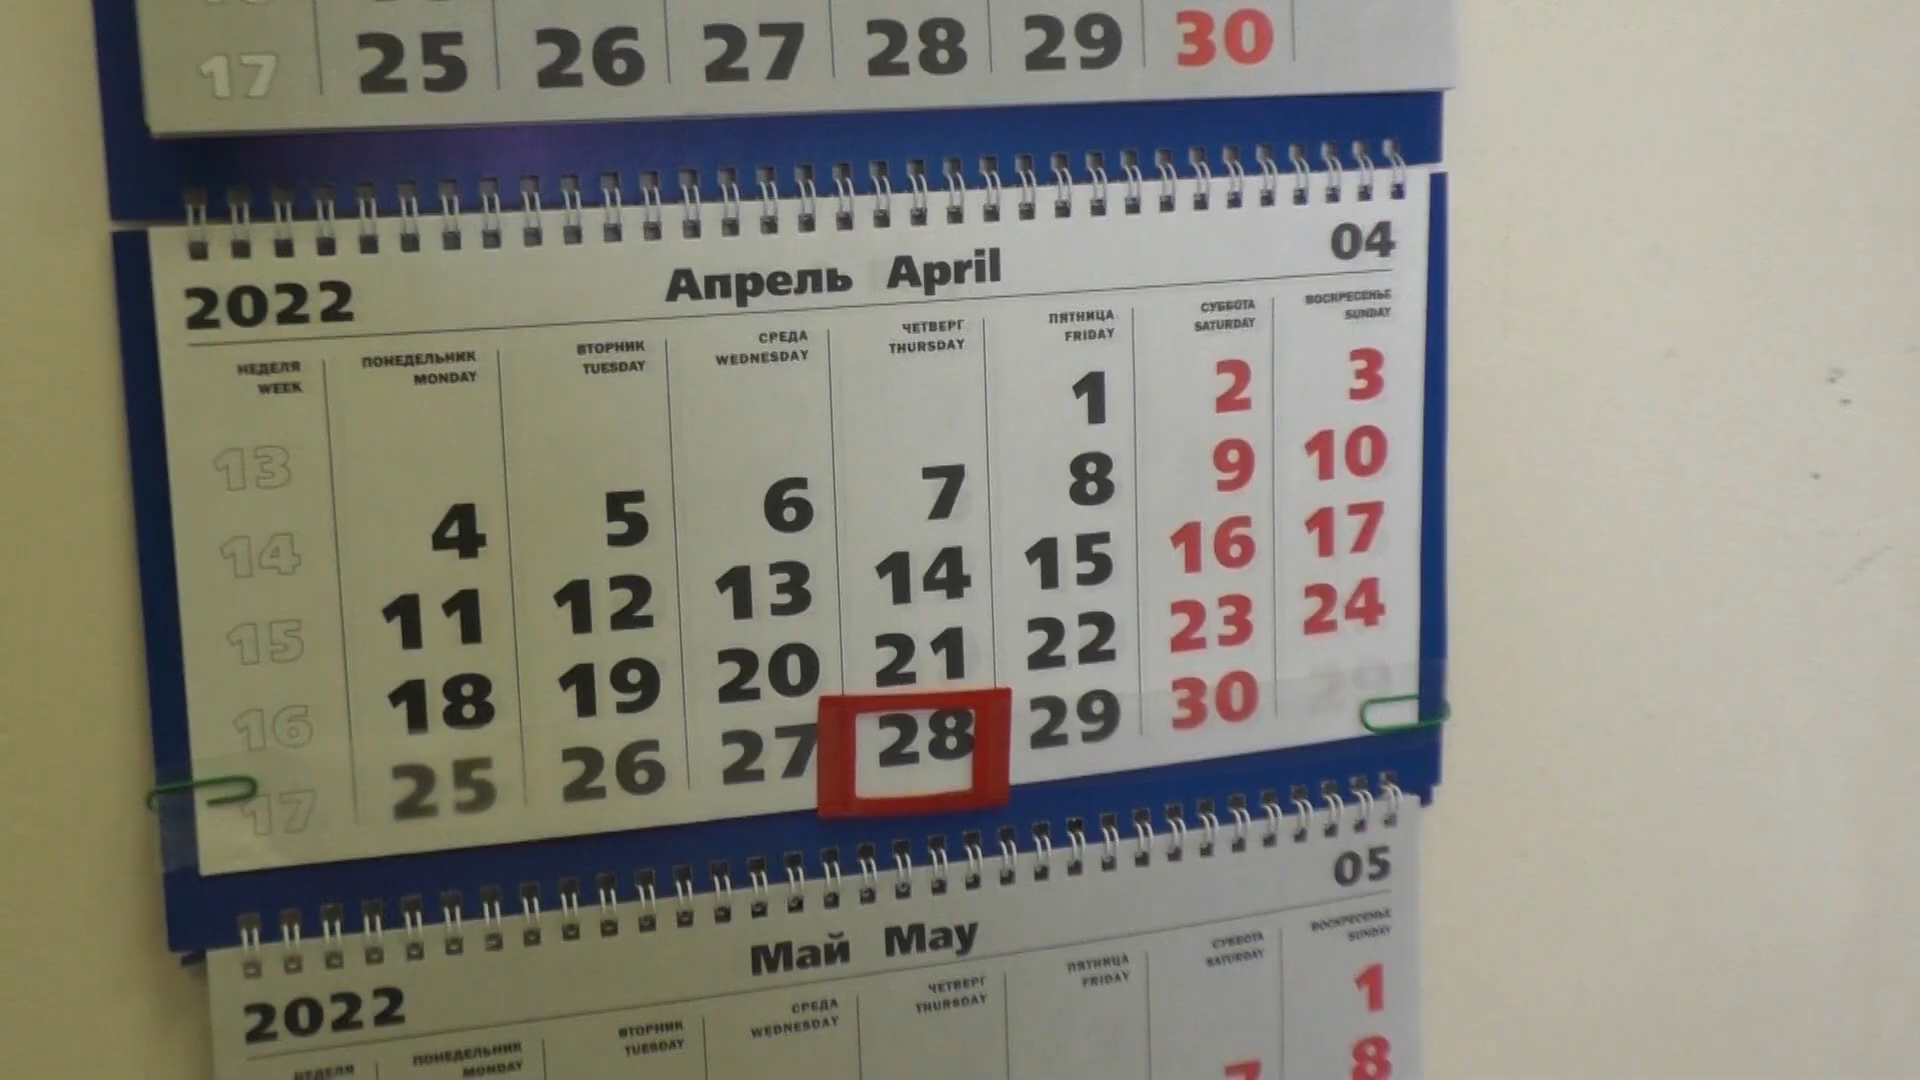 17 25 26 27 28 29 30
2022 Апрель April 04
НЕДЕЛЯ ПОНЕДЕЛЬНИК ВТОРНИК СРЕДА ЧЕТВЕРГ ПЯТНИЦА СУББОТА ВОСКРЕСЕНЬЕ
WEEK MONDAY TUESDAY WEDNESDAY THURSDAY FRIDAY SATURDAY SUNDAY
13 1 2 3
14 4 5 6 7 8 9 10
15 11 12 13 14 15 16 17
16 18 19 20 21 22 23 24
17 25 26 27 28 29 30
2022 Май May 05
НЕДЕЛЯ ПОНЕДЕЛЬНИК ВТОРНИК СРЕДА ЧЕТВЕРГ ПЯТНИЦА СУББОТА ВОСКРЕСЕНЬЕ
MONDAY TUESDAY WEDNESDAY THURSDAY FRIDAY SATURDAY SUNDAY
1
7 8